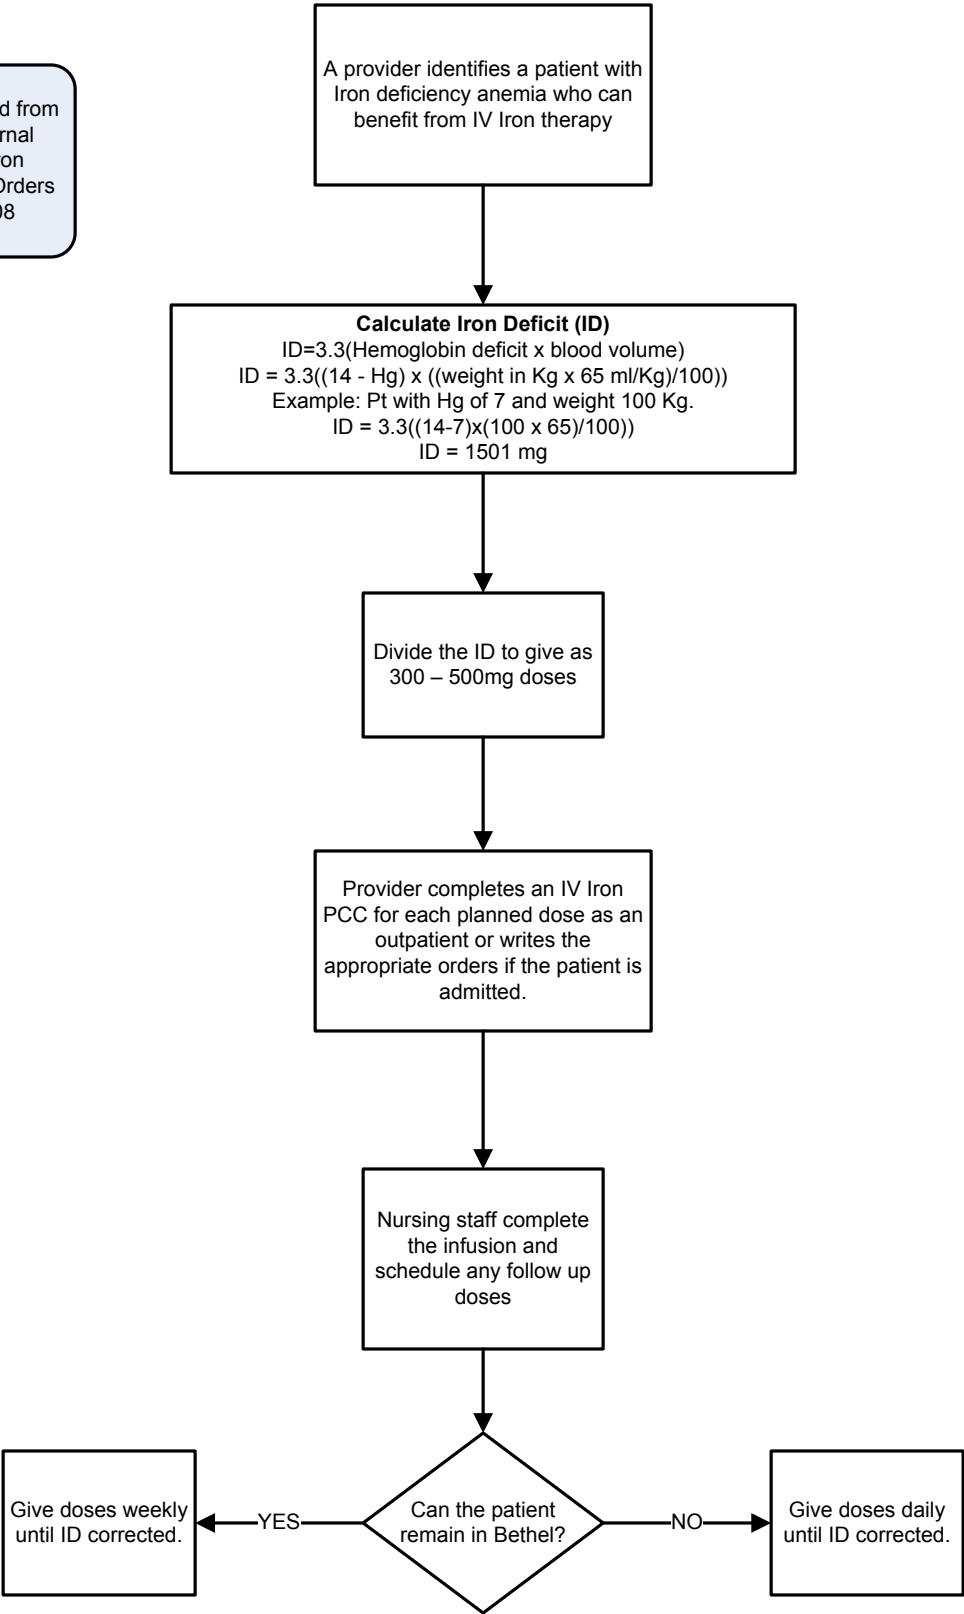 A provider identifies a patient with
Iron deficiency anemia who can
benefit from IV Iron therapy
from
Orders
Calculate Iron Deficit (ID)
ID=3.3(Hemoglobin deficit x blood volume)
ID = 3.3((14 - Hg) x ((weight in Kg x 65 ml/Kg)/100))
Example: Pt with Hg of 7 and weight 100 Kg.
ID = 3.3((14-7)x(100 x 65)/100))
ID = 1501 mg
Divide the ID to give as
300 – 500mg doses
Provider completes an IV Iron
PCC for each planned dose as an
outpatient or writes the
appropriate orders if the patient is
admitted.
Nursing staff complete
the infusion and
schedule any follow up
doses
Can the patient
remain in Bethel?
YES
Give doses weekly
until ID corrected.
NO
Give doses daily
until ID corrected.